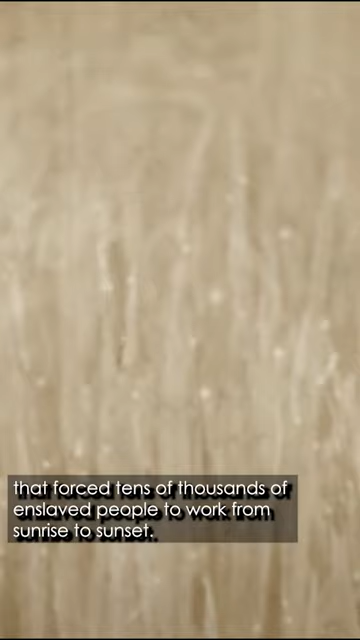 that forced tens of thousands of
enslaved people to work from
sunrise to sunset.